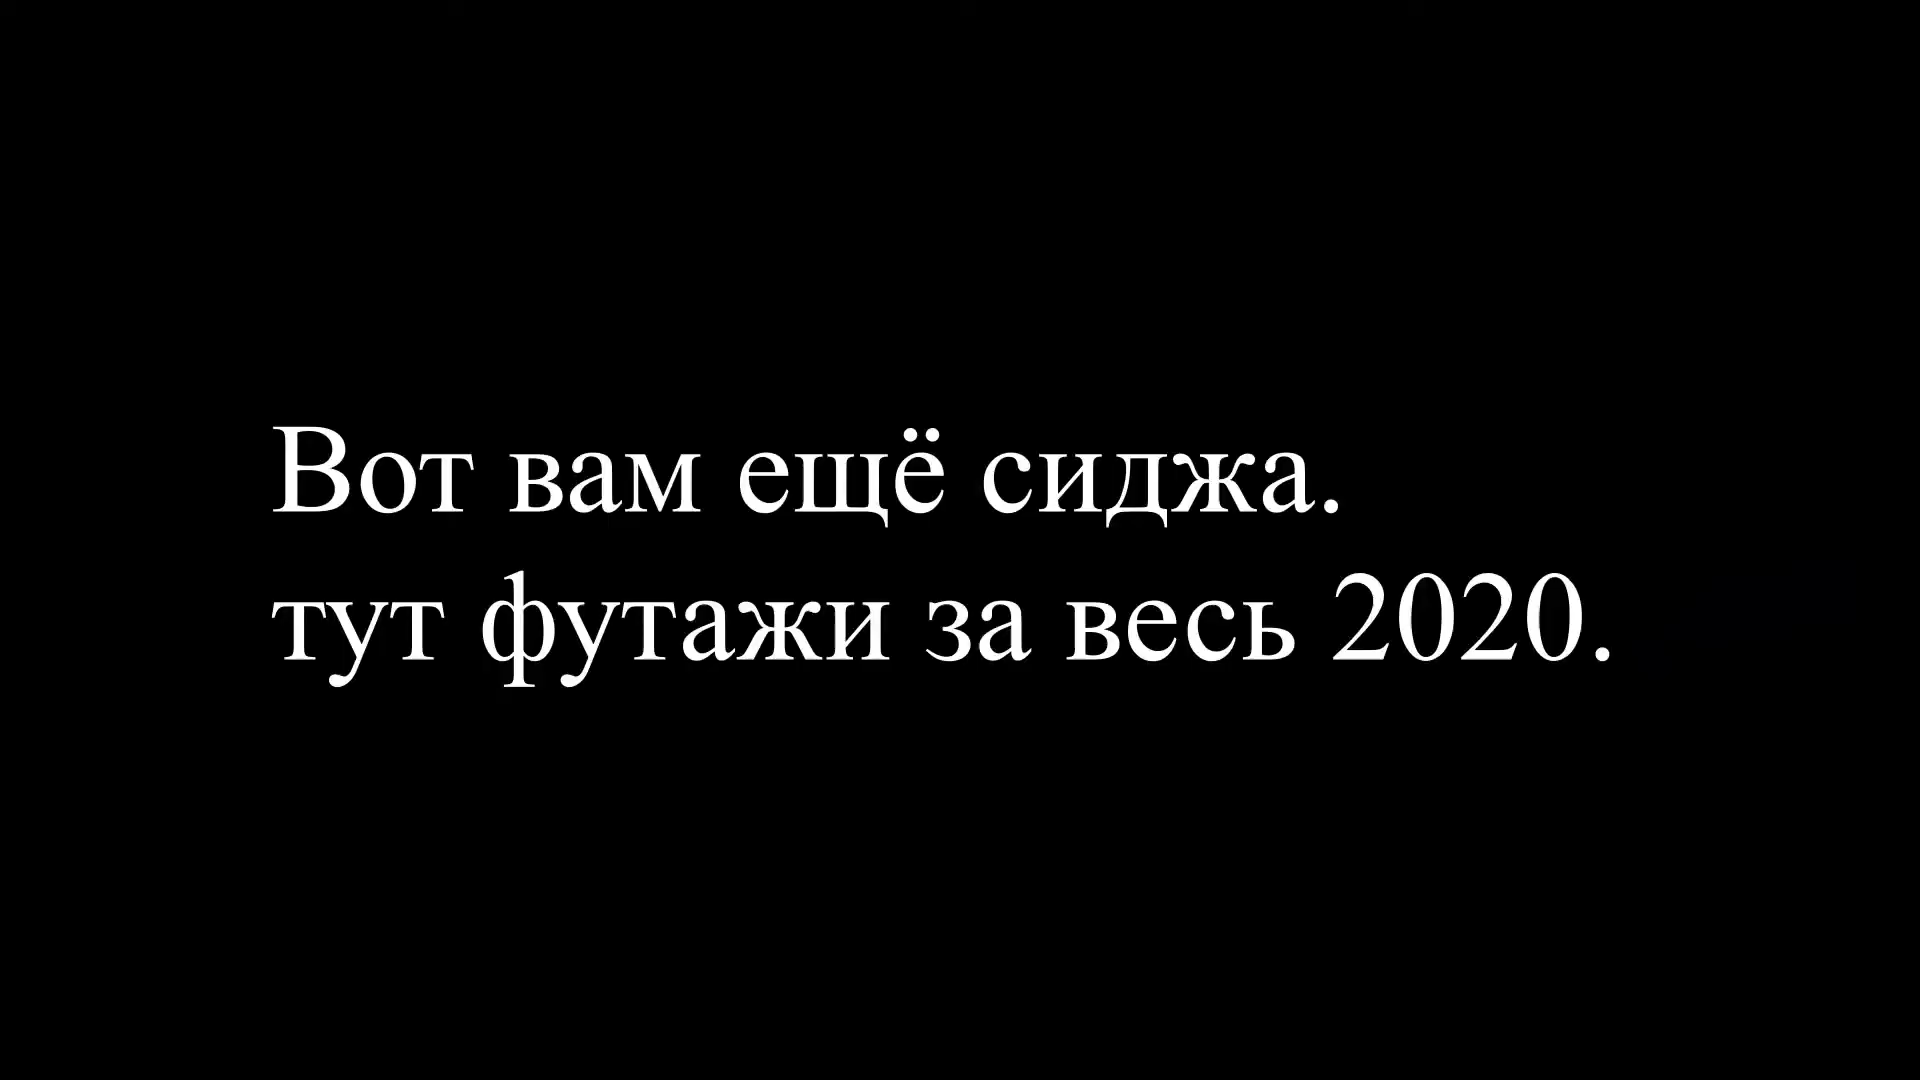 Вот вам ещё сиджа.
тут футажи за весь 2020.